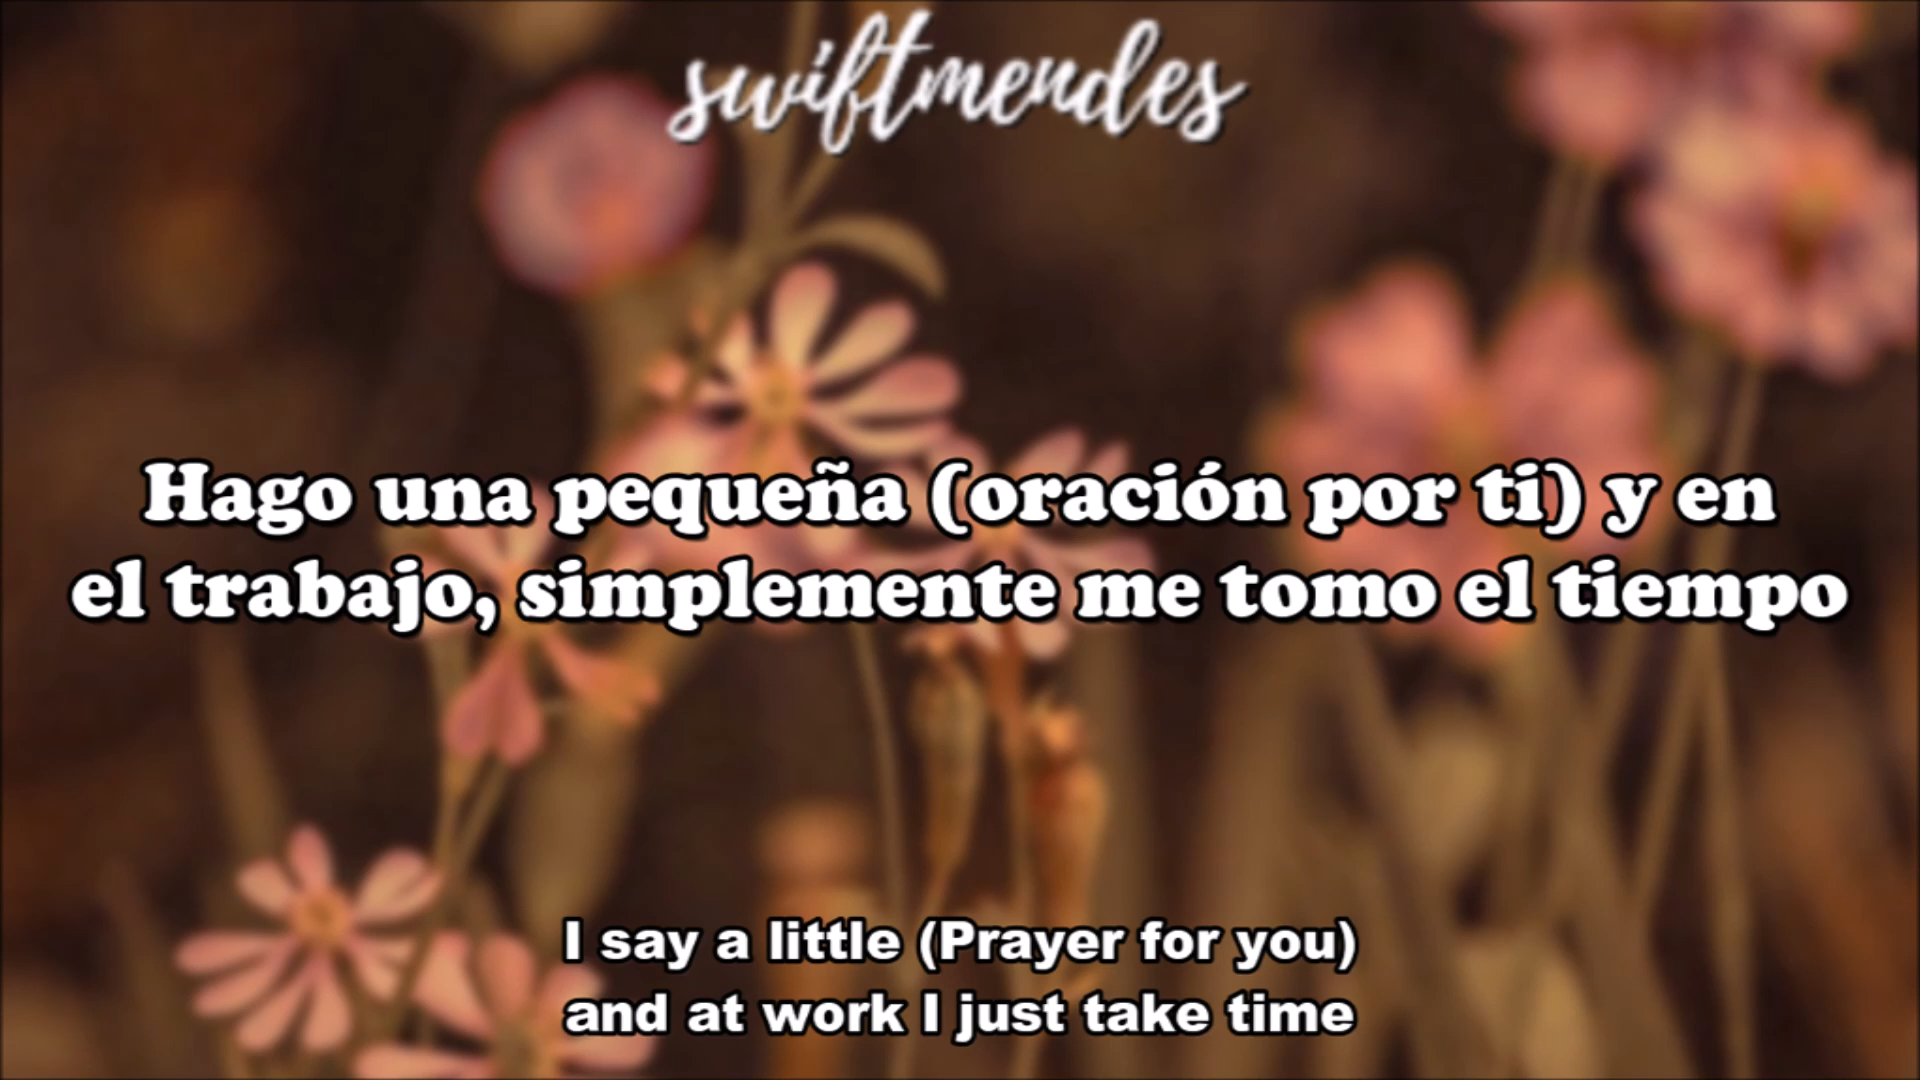 swiftmendes
Hago una pequeña (oración por ti) y en
el trabajo, simplemente me tomo el tiempo
I say a little (Prayer for you)
and at work I just take time